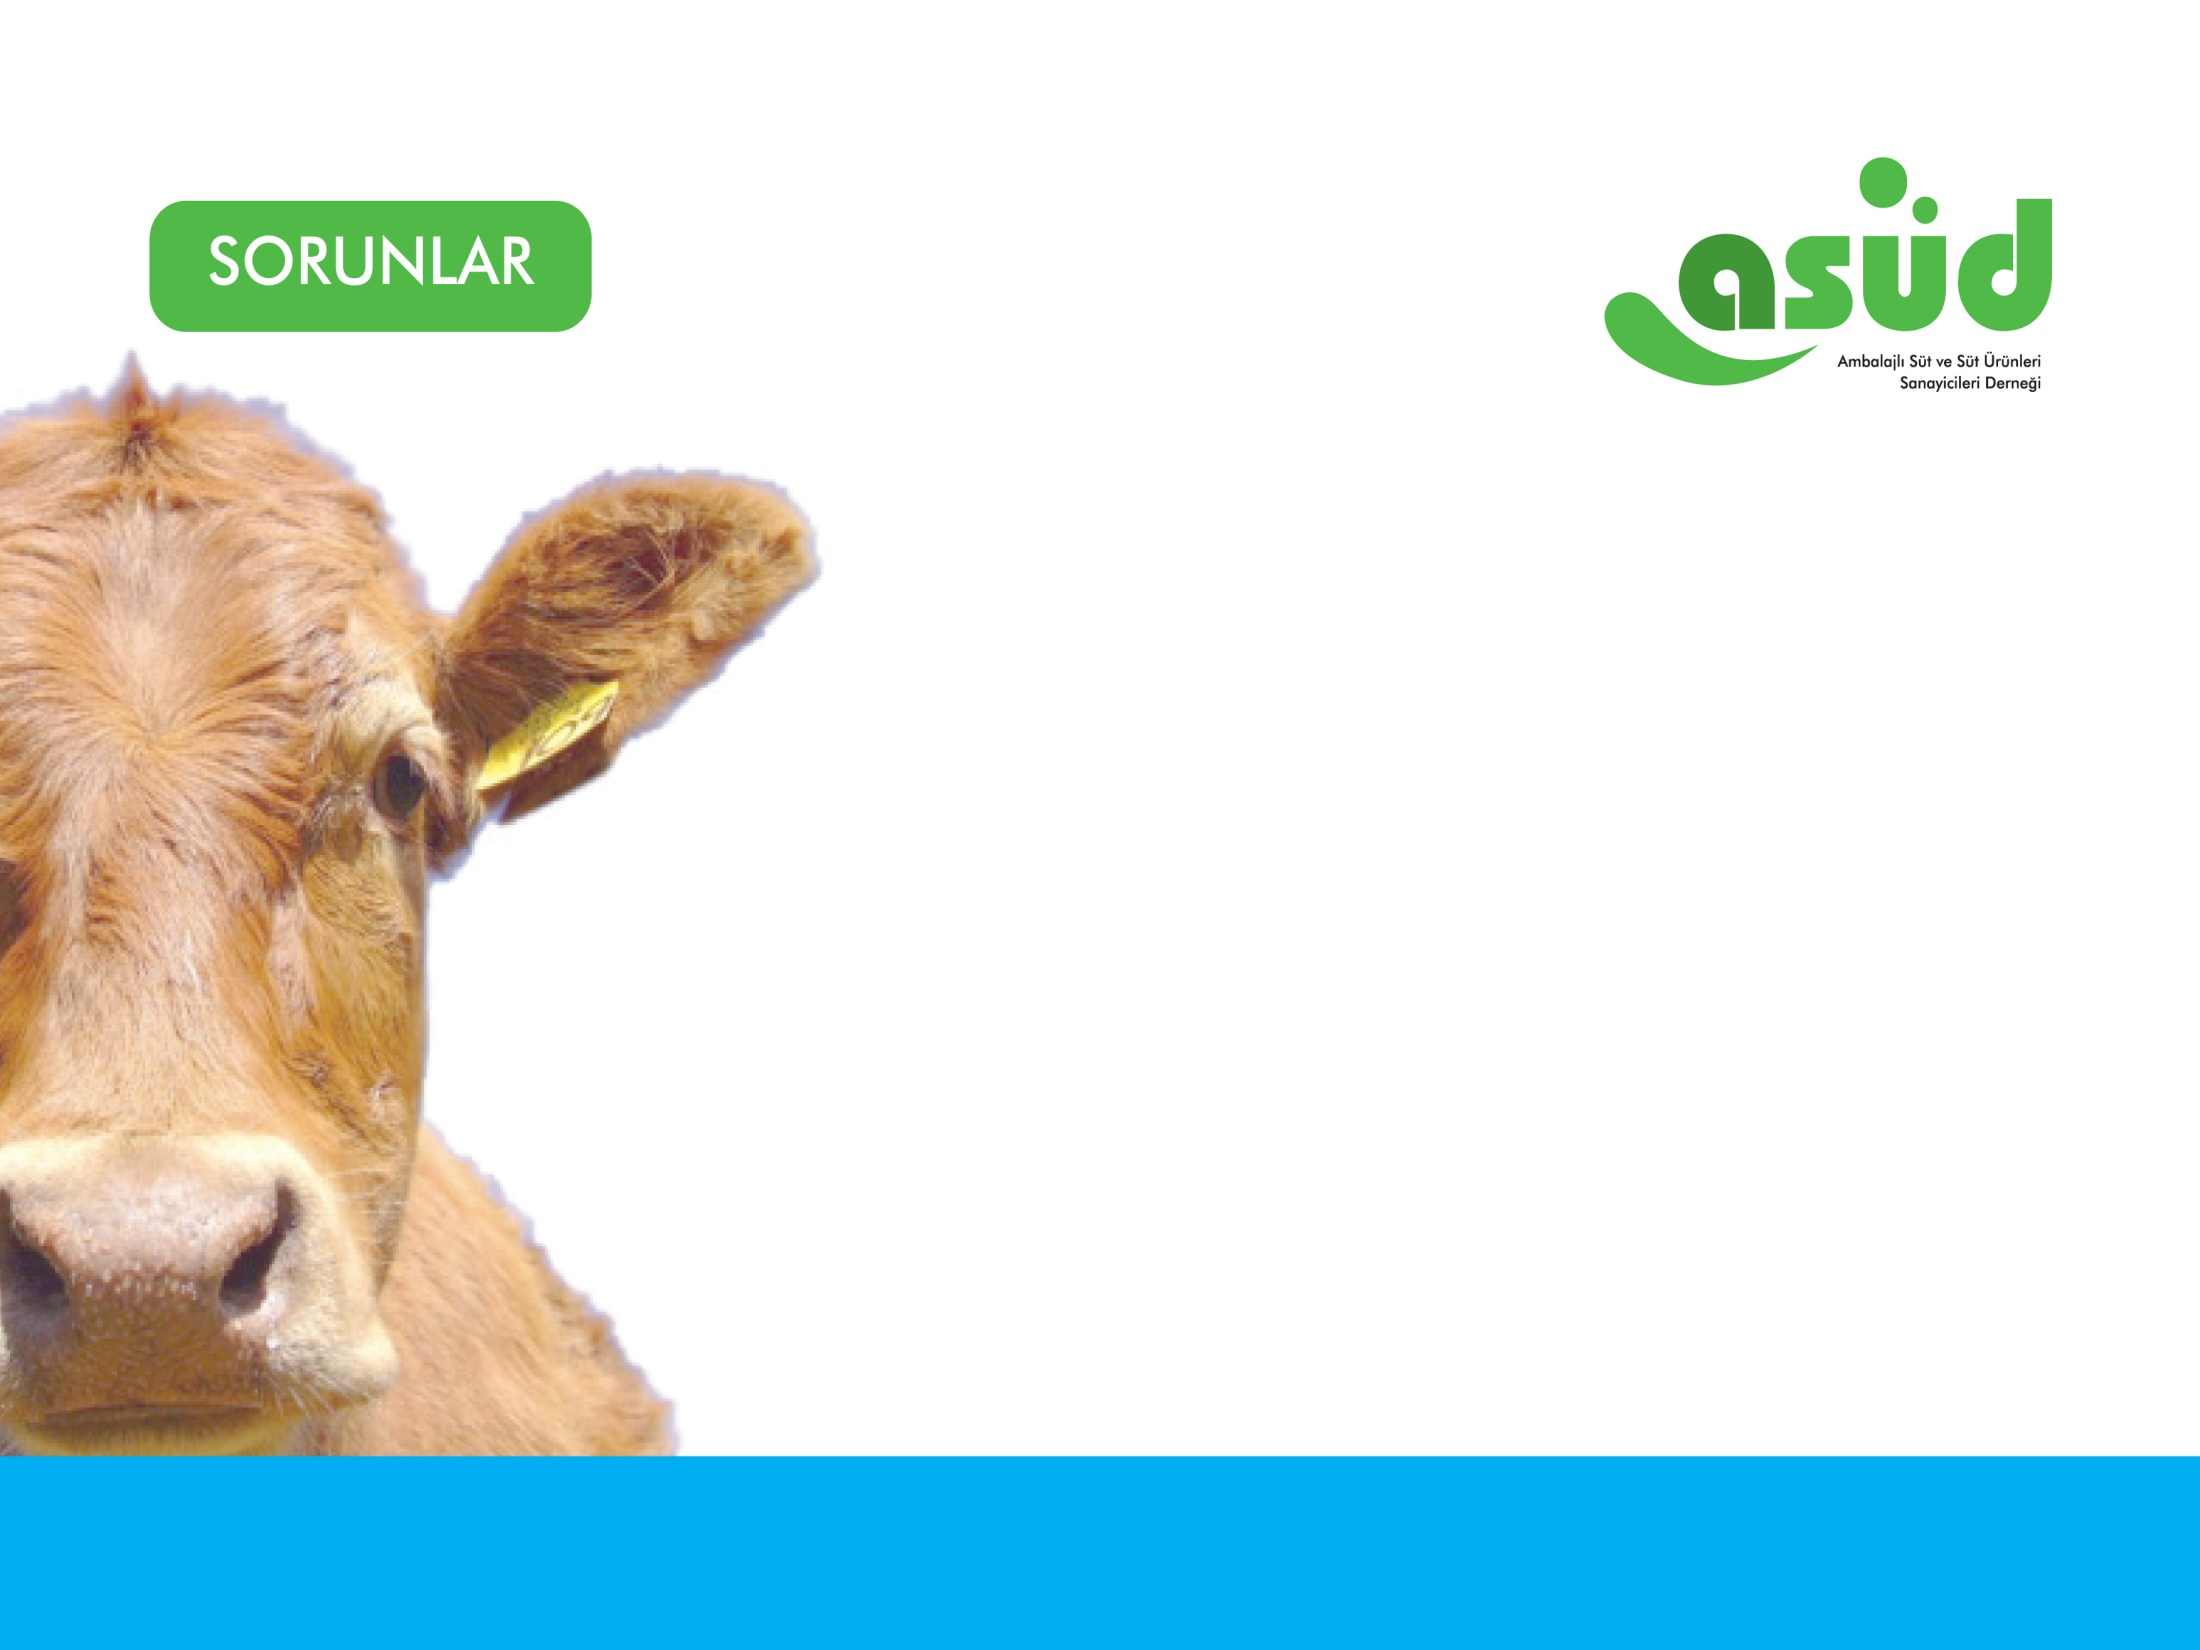 SORUNLAR
asüd
Ambalajlı Süt ve Süt Ürünleri
Sanayicileri Derneği